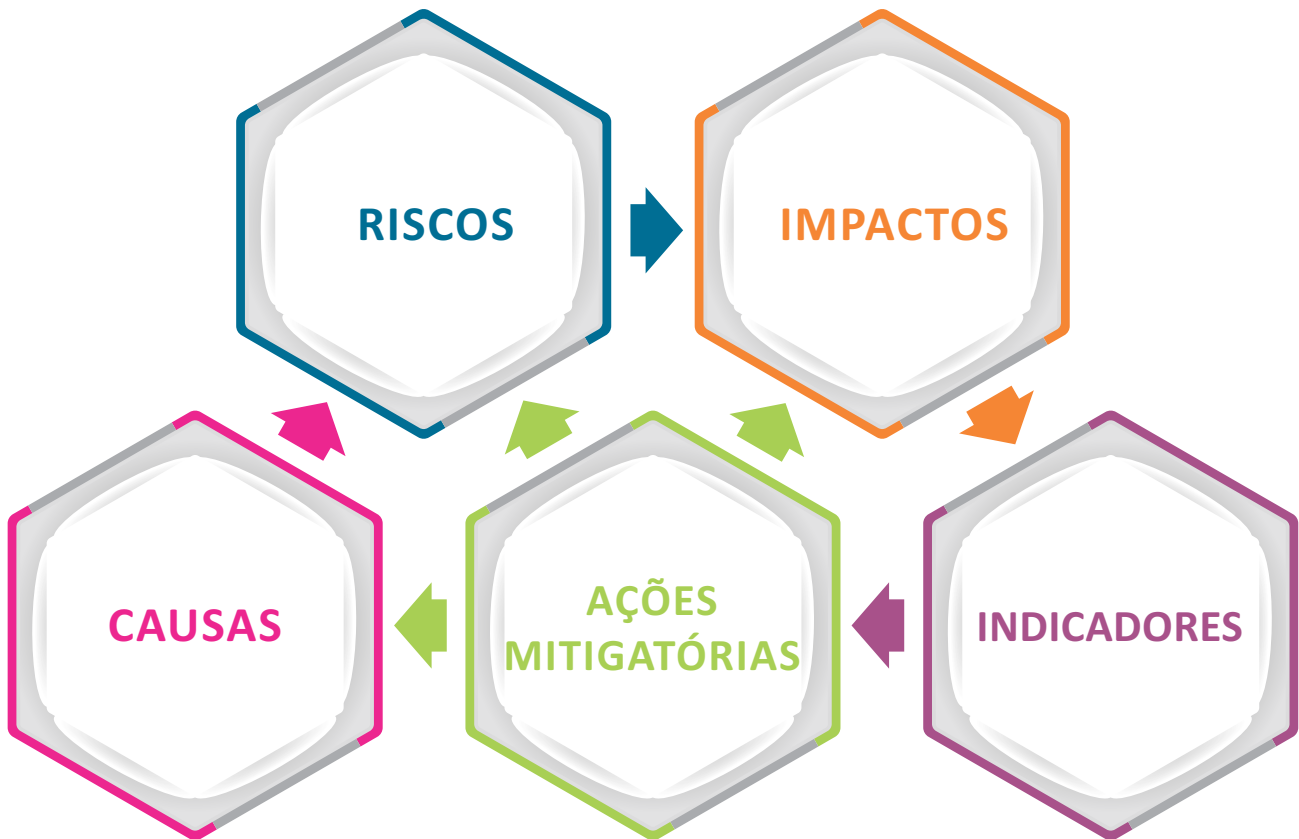 RISCOS
IMPACTOS
CAUSAS
AÇÕES
MITIGATÓRIAS
INDICADORES